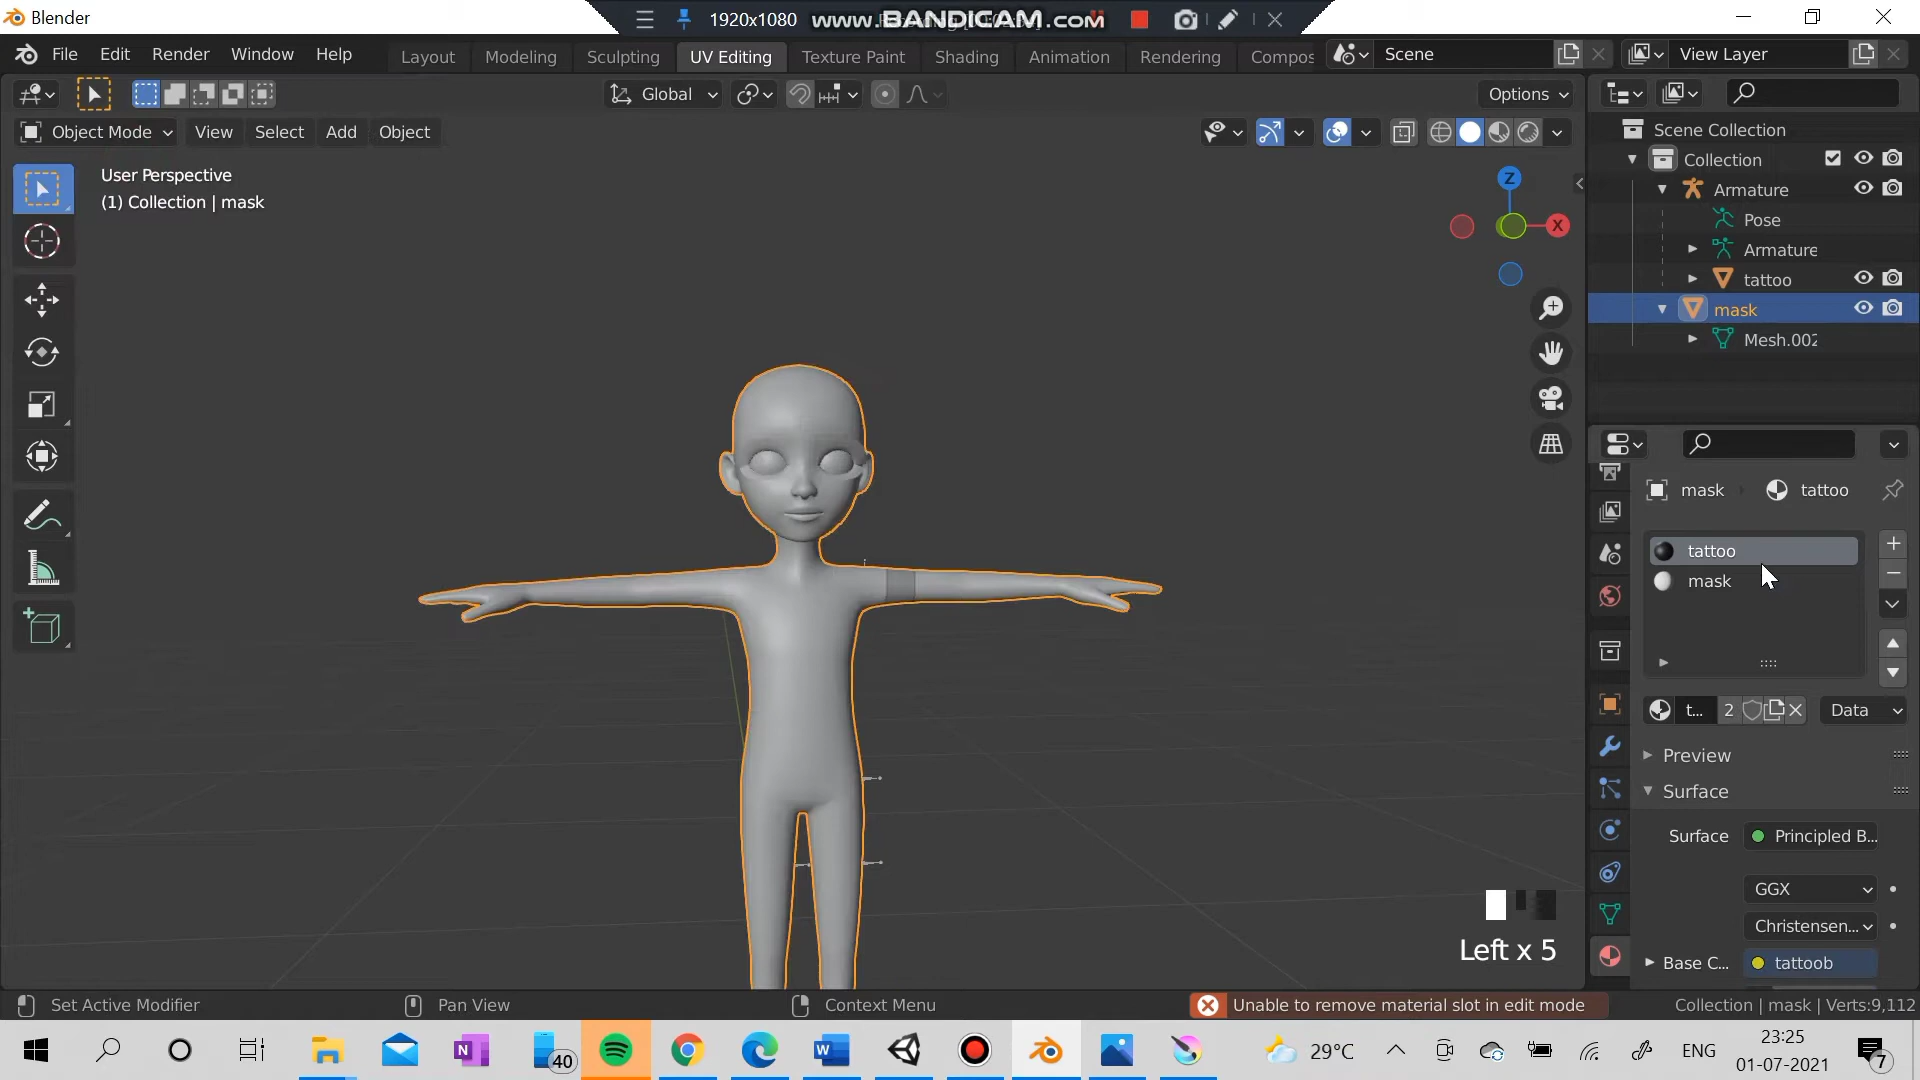 Blender
1920x1080
www.BANDICAM.com
File Edit Render Window Help
Layout Modeling Sculpting UV Editing Texture Paint Shading Animation Rendering Compos
Scene
View Layer
Global
Options
Object Mode View Select Add Object
User Perspective
(1) Collection | mask
Z
X
Scene Collection
Collection
Armature
Pose
Armature
tattoo
mask
Mesh.002
mask tattoo
tattoo
mask
t... 2 Data
Preview
Surface
Surface Principled B...
GGX
Christensen...
Base C... tattoob
Left x 5
Set Active Modifier
Pan View
Context Menu
Unable to remove material slot in edit mode
Collection | mask | Verts:9,112
40
29°C
ENG
23:25
01-07-2021
7